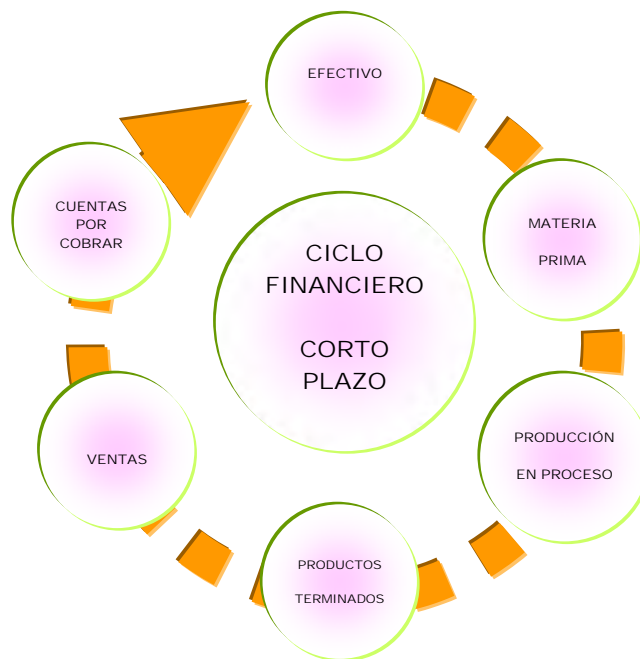 EFECTIVO
MATERIA
PRIMA
PRODUCCIÓN
EN PROCESO
PRODUCTOS
TERMINADOS
VENTAS
CUENTAS
POR
COBRAR
CICLO
FINANCIERO
CORTO
PLAZO